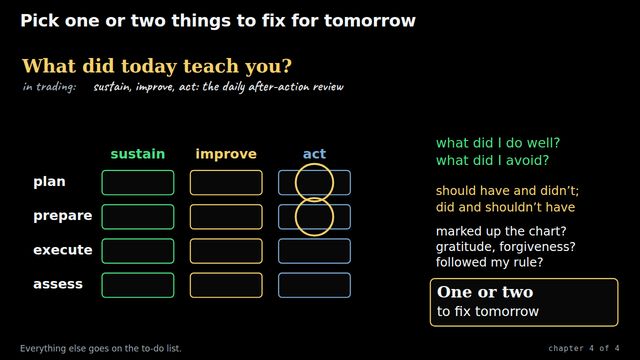 Pick one or two things to fix for tomorrow
What did today teach you?
in trading: sustain, improve, act: the daily after-action review
sustain improve act
plan
prepare
execute
assess
what did I do well?
what did I avoid?
should have and didn’t;
did and shouldn’t have
marked up the chart?
gratitude, forgiveness?
followed my rule?
One or two
to fix tomorrow
Everything else goes on the to-do list.
chapter 4 of 4